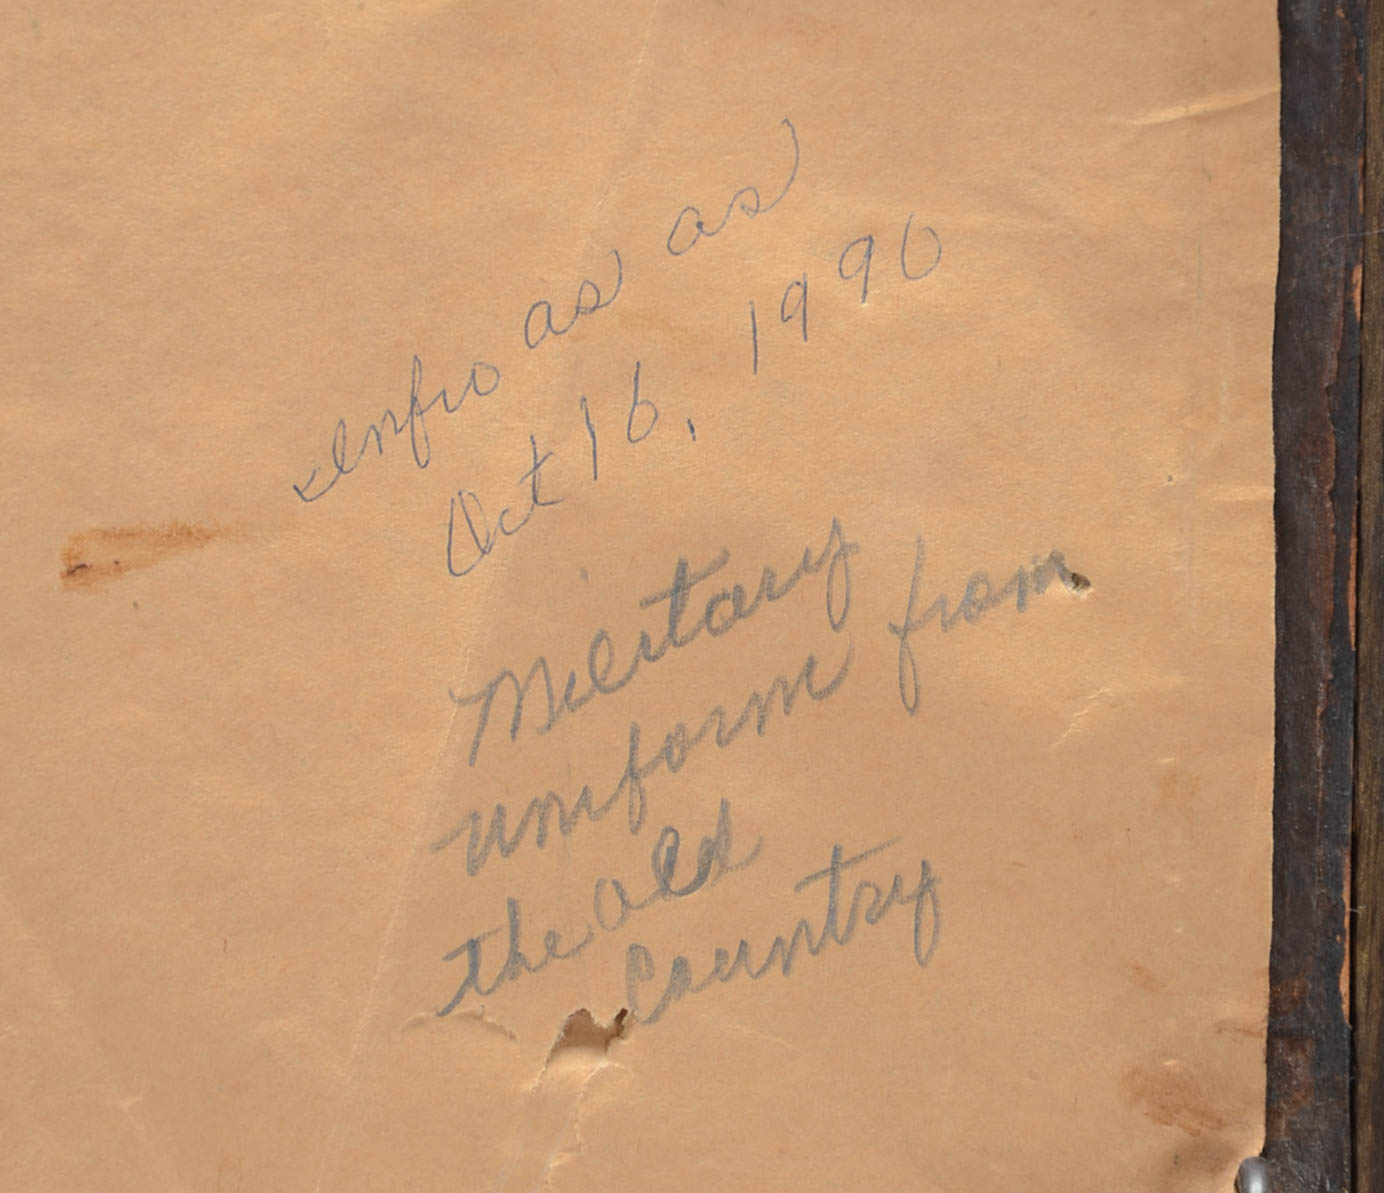 info as as
Oct 16, 1990
Military
uniform from
the old
Country